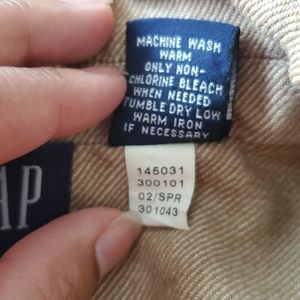 MACHINE WASH
WARM
ONLY NON-
CHLORINE BLEACH
WHEN NEEDED
TUMBLE DRY LOW
WARM IRON
IF NECESSARY
AP
145031
300101
02/SPR
301043